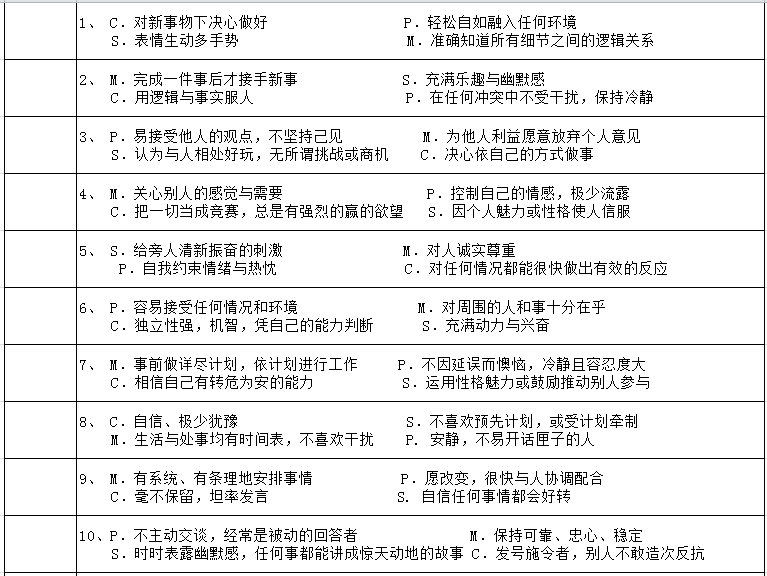 1、 C．对新事物下决心做好 P．轻松自如融入任何环境
S．表情生动多手势 M．准确知道所有细节之间的逻辑关系
2、 M．完成一件事后才接手新事 S．充满乐趣与幽默感
C．用逻辑与事实服人 P．在任何冲突中不受干扰，保持冷静
3、 P．易接受他人的观点，不坚持己见 M．为他人利益愿意放弃个人意见
S．认为与人相处好玩，无所谓挑战或商机 C．决心依自己的方式做事
4、 M．关心别人的感觉与需要 P．控制自己的情感，极少流露
C．把一切当成竞赛，总是有强烈的赢的欲望 S．因个人魅力或性格使人信服
5、 S．给旁人清新振奋的刺激 M．对人诚实尊重
P．自我约束情绪与热忱 C．对任何情况都能很快做出有效的反应
6、 P．容易接受任何情况和环境 M．对周围的人和事十分在乎
C．独立性强，机智，凭自己的能力判断 S．充满动力与兴奋
7、 M．事前做详尽计划，依计划进行工作 P．不因延误而懊恼，冷静且容忍度大
C．相信自己有转危为安的能力 S．运用性格魅力或鼓励推动别人参与
8、 C．自信、极少犹豫 S．不喜欢预先计划，或受计划牵制
M．生活与处事均有时间表，不喜欢干扰 P. 安静，不易开话匣子的人
9、 M．有系统、有条理地安排事情 P．愿改变，很快与人协调配合
C．毫不保留，坦率发言 S. 自信任何事情都会好转
10、P．不主动交谈，经常是被动的回答者 M．保持可靠、忠心、稳定
S．时时表露幽默感，任何事都能讲成惊天动地的故事 C．发号施令者，别人不敢造次反抗